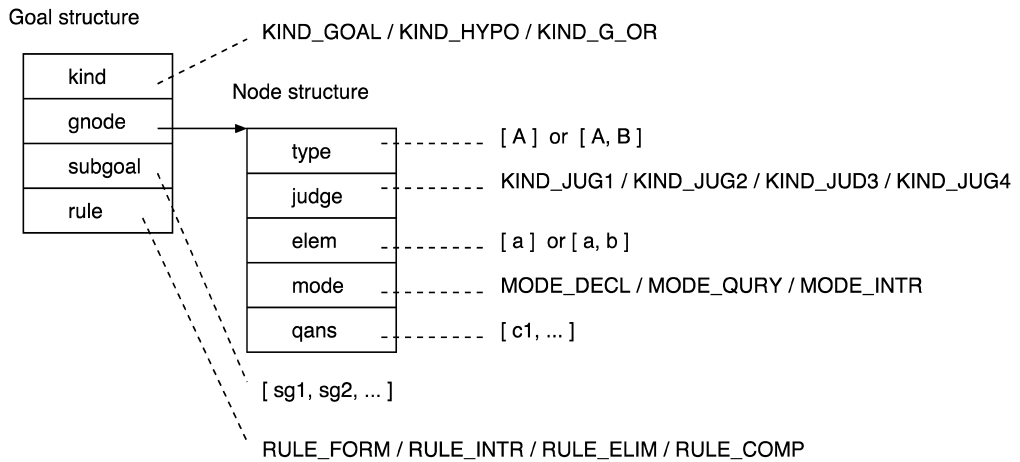 Goal structure
KIND_GOAL / KIND_HYPO / KIND_G_OR
kind
gnode
subgoal
rule
Node structure
type
judge
elem
mode
qans
[ A ] or [ A, B ]
KIND_JUG1 / KIND_JUG2 / KIND_JUD3 / KIND_JUG4
[ a ] or [ a, b ]
MODE_DECL / MODE_QURY / MODE_INTR
[ c1, ... ]
[ sg1, sg2, ... ]
RULE_FORM / RULE_INTR / RULE_ELIM / RULE_COMP